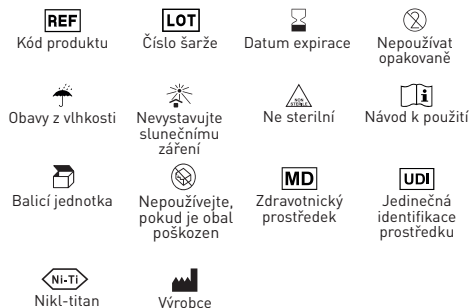 REF
LOT
Kód produktu
Číslo šarže
Datum expirace
Nepoužívat
opakovaně
2
NON
STERILE
i
Obavy z vlhkosti
Nevystavujte
slunečnímu
záření
Ne sterilní
Návod k použití
MD
UDI
Balicí jednotka
Nepoužívejte,
pokud je obal
poškozen
Zdravotnický
prostředek
Jedinečná
identifikace
prostředku
Ni-Ti
Nikl-titan
Výrobce